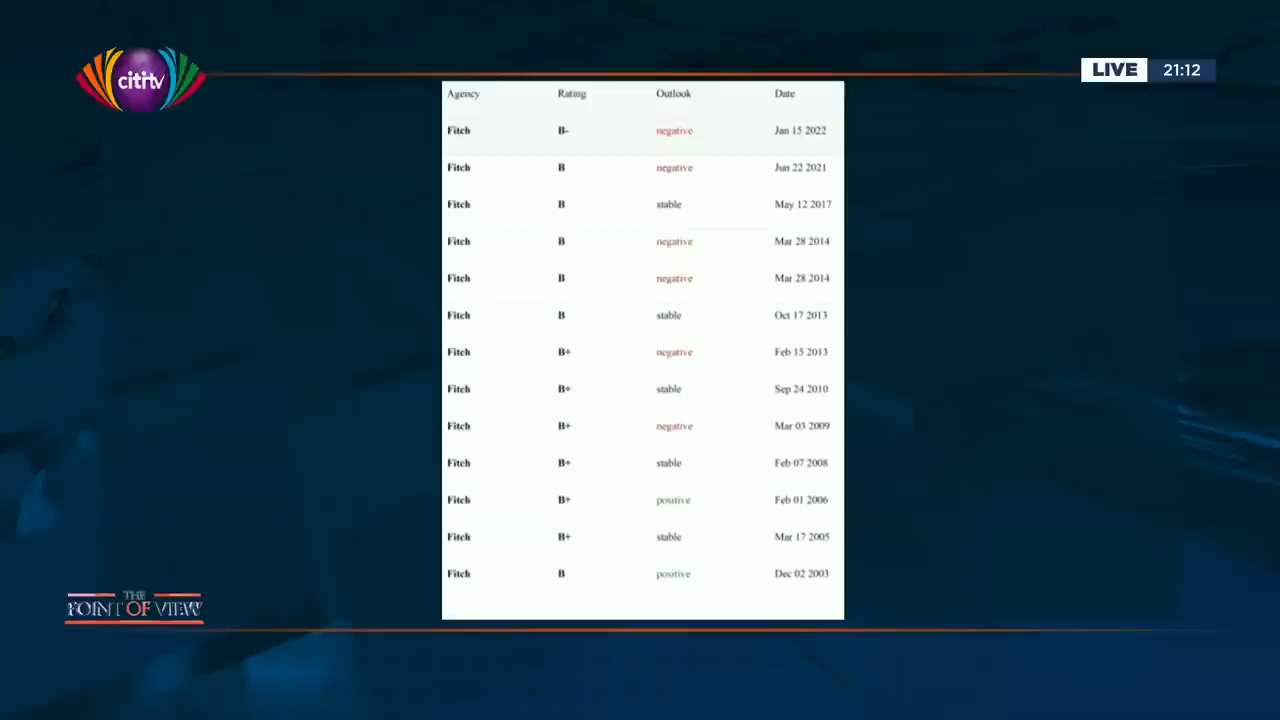 citi tv
LIVE 21:12
Agency Rating Outlook Date
Fitch B- negative Jan 15 2022
Fitch B negative Jun 22 2021
Fitch B stable May 12 2017
Fitch B negative Mar 28 2014
Fitch B negative Mar 28 2014
Fitch B stable Oct 17 2013
Fitch B+ negative Feb 15 2013
Fitch B+ stable Sep 24 2010
Fitch B+ negative Mar 03 2009
Fitch B+ stable Feb 07 2008
Fitch B+ positive Feb 01 2006
Fitch B+ stable Mar 17 2005
Fitch B positive Dec 02 2003
THE
POINT OF VIEW